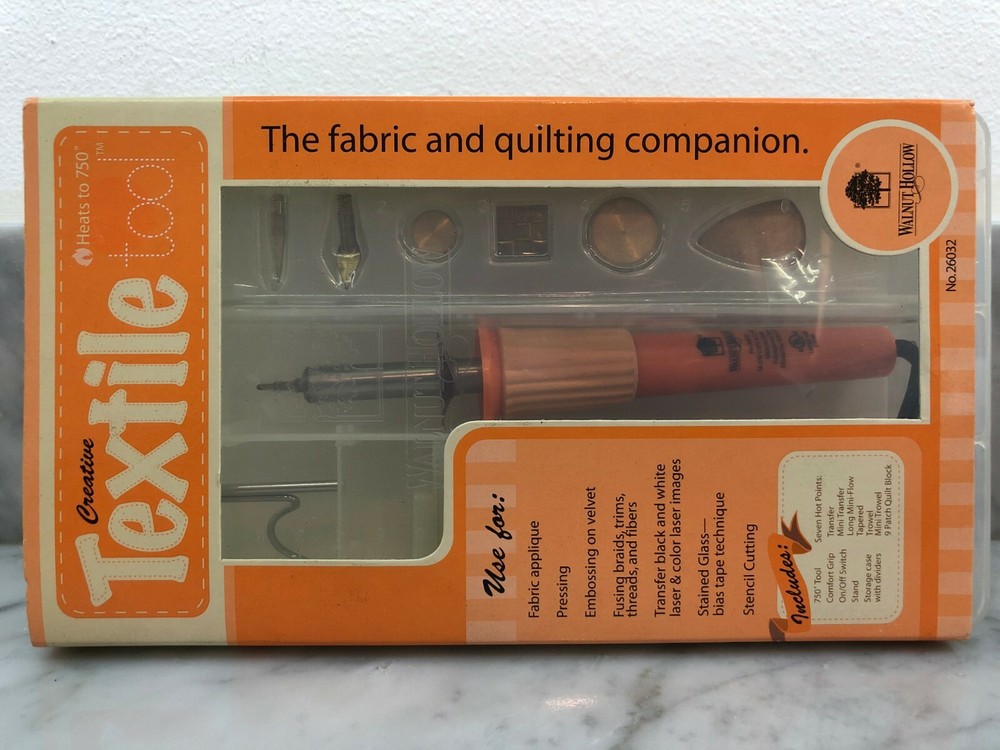 The fabric and quilting companion.
Creative
Textile
tool™
Heats to 750°
WALNUT HOLLOW
®
No.26032
WALNUT HOLLOW
Use for:
Fabric applique
Pressing
Embossing on velvet
Fusing braids, trims,
threads, and fibers
Transfer black and white
laser & color laser images
Stained Glass—
bias tape technique
Stencil Cutting
Includes:
750° Tool
Comfort Grip
On/Off Switch
Stand
Storage case
with dividers
Seven Hot Points:
Transfer
Mini Transfer
Long Mini-Flow
Tapered
Trowel
Mini Trowel
9 Patch Quilt Block